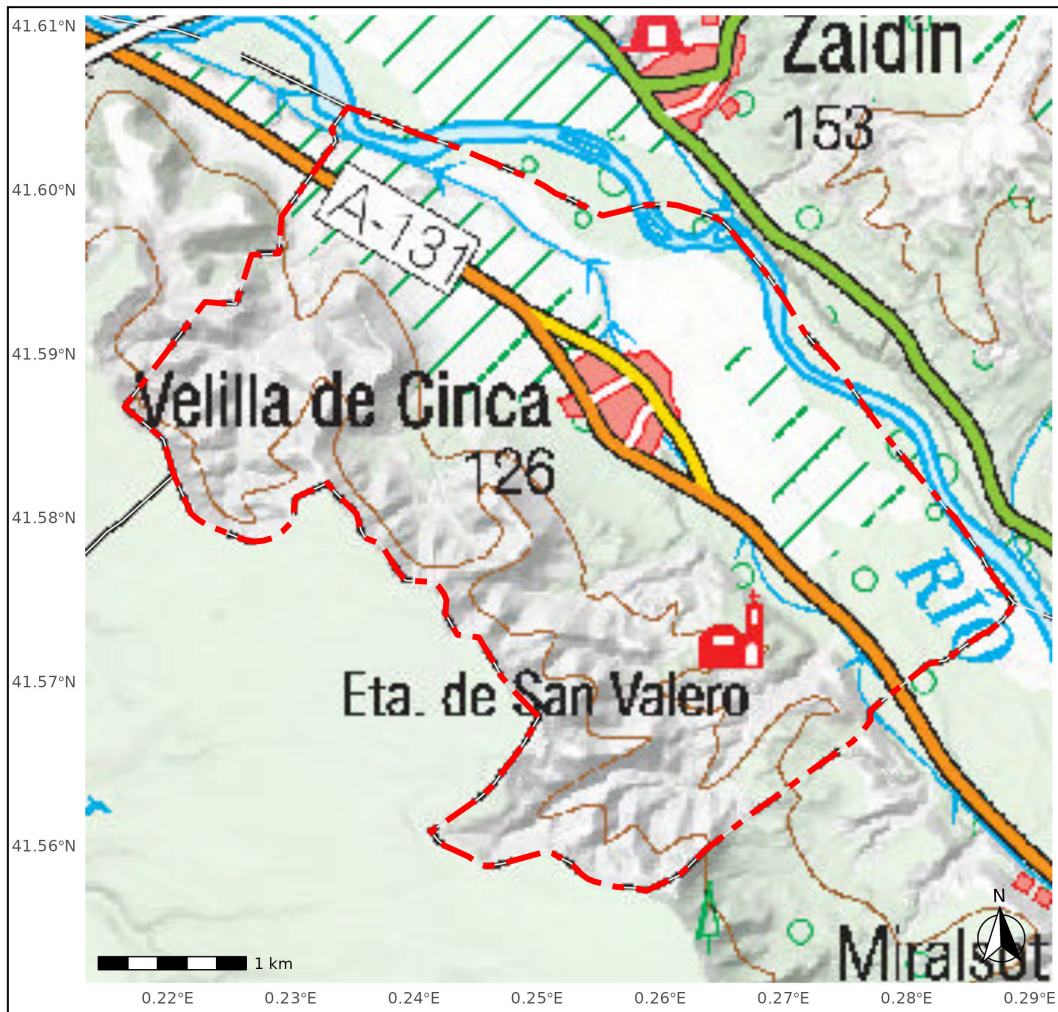 41.61°N
Zaidín
153
41.60°N
A-131
41.59°N
Velilla de Cinca
126
41.58°N
RÍO
41.57°N
Eta. de San Valero
41.56°N
N
Miralsot
1 km
0.22°E 0.23°E 0.24°E 0.25°E 0.26°E 0.27°E 0.28°E 0.29°E